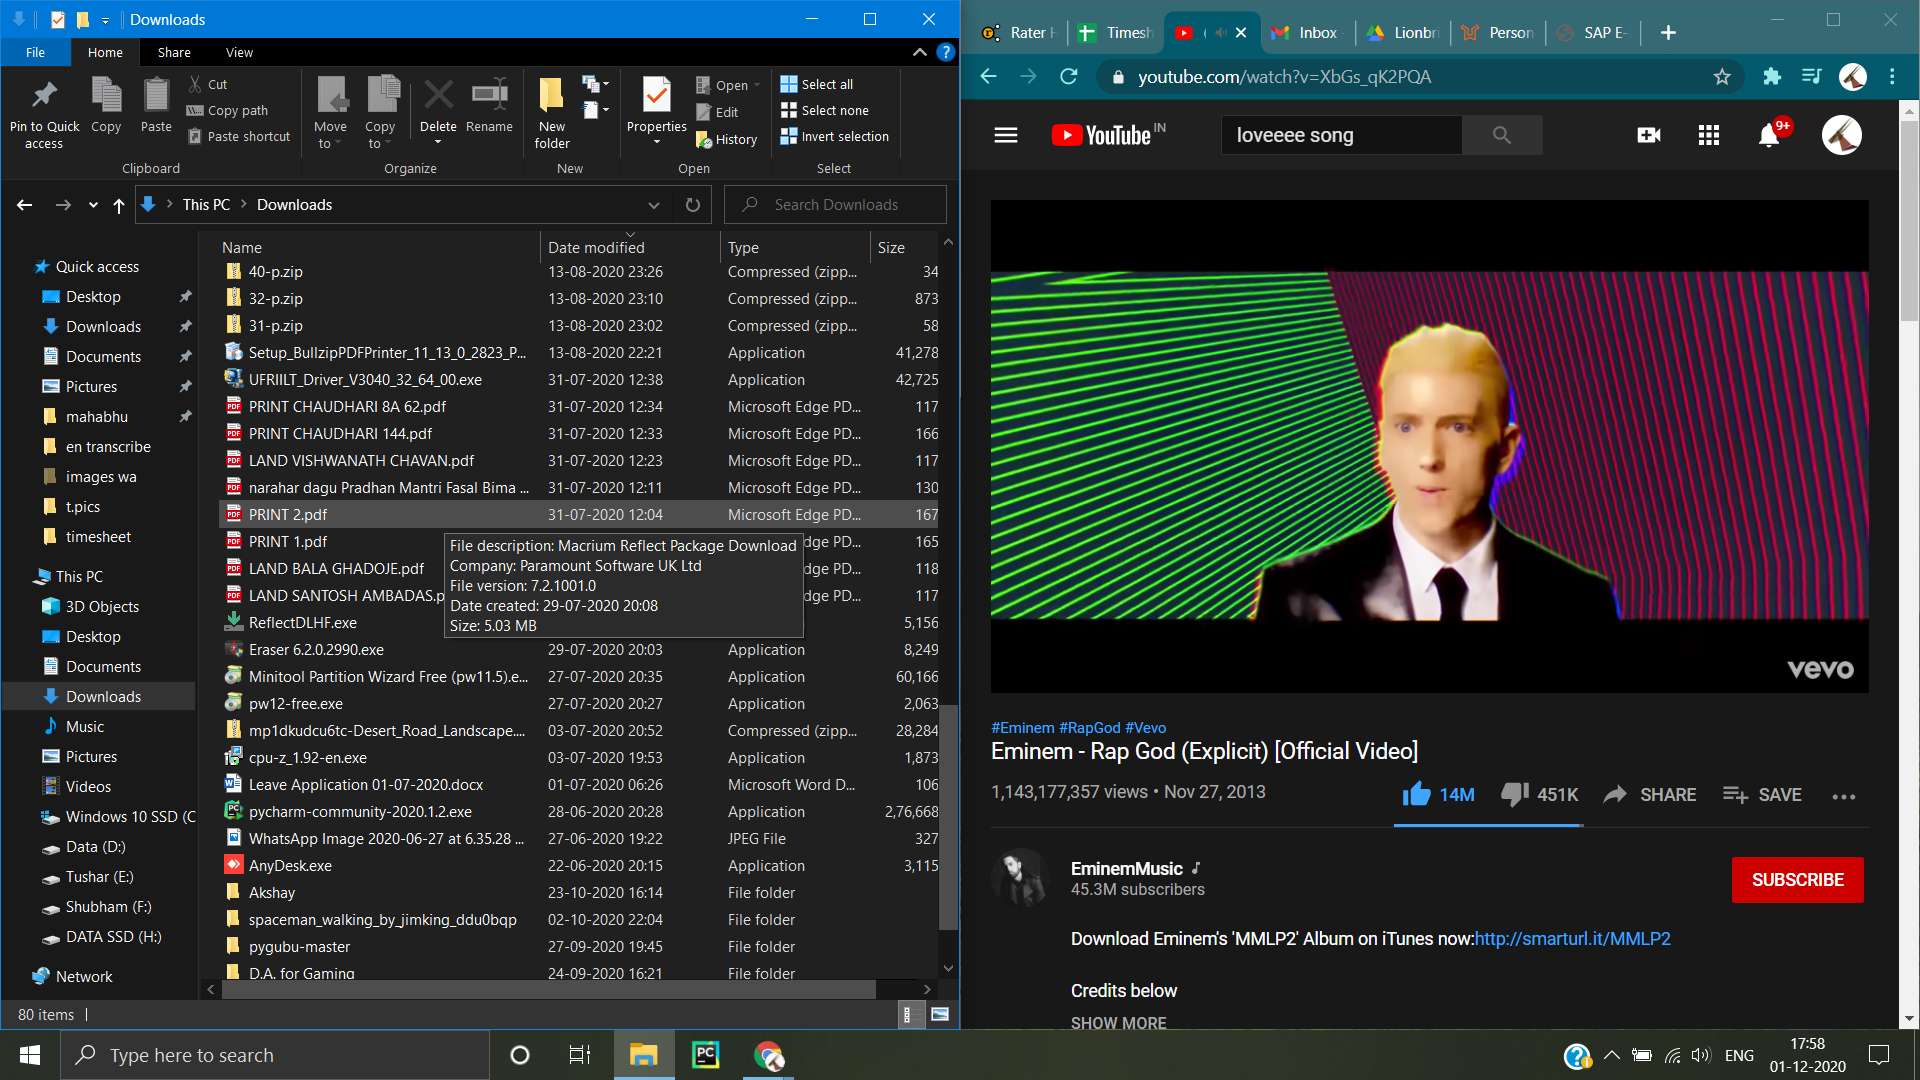 Downloads
File Home Share View
Pin to Quick access
Copy
Paste
Cut
Copy path
Paste shortcut
Clipboard
Move to
Copy to
Delete
Rename
Organize
New folder
New
Properties
Open
Edit
History
Open
Select all
Select none
Invert selection
Select
This PC Downloads
Search Downloads
Quick access
Desktop
Downloads
Documents
Pictures
mahabhu
en transcribe
images wa
t.pics
timesheet
This PC
3D Objects
Desktop
Documents
Downloads
Music
Pictures
Videos
Windows 10 SSD (C
Data (D:)
Tushar (E:)
Shubham (F:)
DATA SSD (H:)
Network
Name Date modified Type Size
40-p.zip 13-08-2020 23:26 Compressed (zipp... 34
32-p.zip 13-08-2020 23:10 Compressed (zipp... 873
31-p.zip 13-08-2020 23:02 Compressed (zipp... 58
Setup_BullzipPDFPrinter_11_13_0_2823_P... 13-08-2020 22:21 Application 41,278
UFRIILT_Driver_V3040_32_64_00.exe 31-07-2020 12:38 Application 42,725
PRINT CHAUDHARI 8A 62.pdf 31-07-2020 12:34 Microsoft Edge PD... 117
PRINT CHAUDHARI 144.pdf 31-07-2020 12:33 Microsoft Edge PD... 166
LAND VISHWANATH CHAVAN.pdf 31-07-2020 12:23 Microsoft Edge PD... 117
narahar dagu Pradhan Mantri Fasal Bima ... 31-07-2020 12:11 Microsoft Edge PD... 130
PRINT 2.pdf 31-07-2020 12:04 Microsoft Edge PD... 167
PRINT 1.pdf dge PD... 165
LAND BALA GHADOJE.pdf dge PD... 118
LAND SANTOSH AMBADAS.p dge PD... 117
ReflectDLHF.exe 5,156
File description: Macrium Reflect Package Download
Company: Paramount Software UK Ltd
File version: 7.2.1001.0
Date created: 29-07-2020 20:08
Size: 5.03 MB
Eraser 6.2.0.2990.exe 29-07-2020 20:03 Application 8,249
Minitool Partition Wizard Free (pw11.5).e... 27-07-2020 20:35 Application 60,166
pw12-free.exe 27-07-2020 20:27 Application 2,063
mp1dkudcu6tc-Desert_Road_Landscape.... 03-07-2020 20:52 Compressed (zipp... 28,284
cpu-z_1.92-en.exe 03-07-2020 19:53 Application 1,873
Leave Application 01-07-2020.docx 01-07-2020 06:26 Microsoft Word D... 106
pycharm-community-2020.1.2.exe 28-06-2020 20:28 Application 2,76,668
WhatsApp Image 2020-06-27 at 6.35.28 ... 27-06-2020 19:22 JPEG File 327
AnyDesk.exe 22-06-2020 20:15 Application 3,115
Akshay 23-10-2020 16:14 File folder
spaceman_walking_by_jimking_ddu0bqp 02-10-2020 22:04 File folder
pygubu-master 27-09-2020 19:45 File folder
D.A. for Gaming 24-09-2020 16:21 File folder
80 items
Rater H Timesh Inbox Lionbri Person SAP E-
youtube.com/watch?v=XbGs_qK2PQA
YouTube IN
loveeee song
9+
vevo
#Eminem #RapGod #Vevo
Eminem - Rap God (Explicit) [Official Video]
1,143,177,357 views • Nov 27, 2013
14M 451K SHARE SAVE
EminemMusic
45.3M subscribers
SUBSCRIBE
Download Eminem's 'MMLP2' Album on iTunes now:http://smarturl.it/MMLP2
Credits below
SHOW MORE
Type here to search
PC
ENG
17:58
01-12-2020